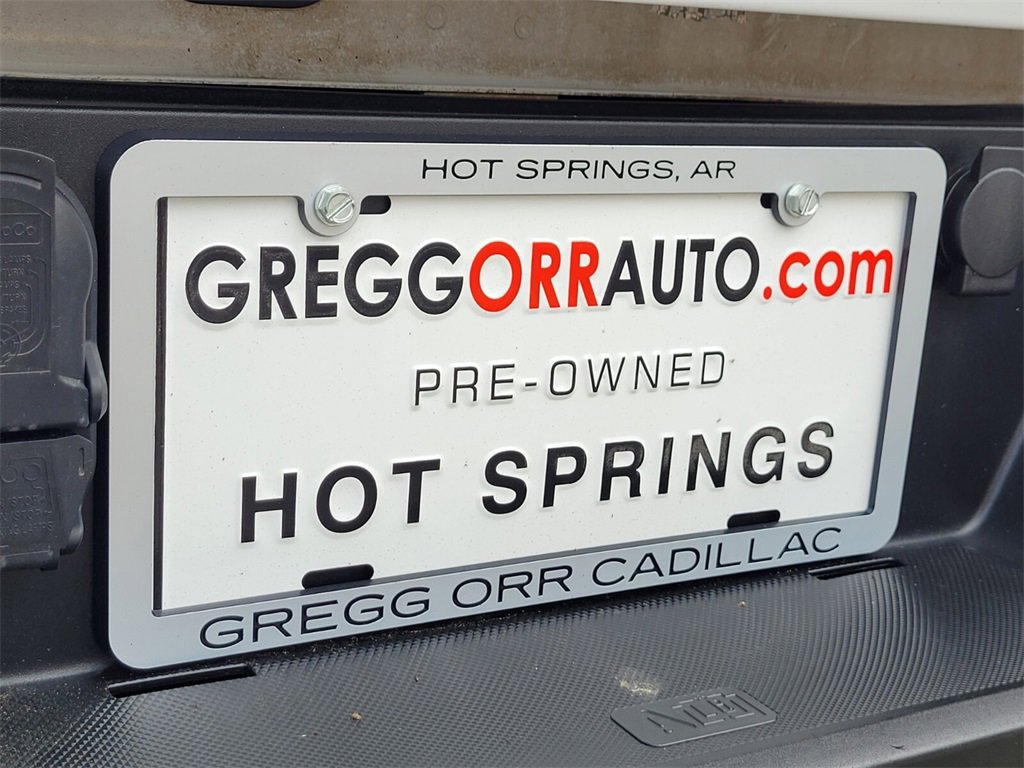 HOT SPRINGS, AR
GREGGORRAUTO.com
PRE-OWNED
HOT SPRINGS
GREGG ORR CADILLAC